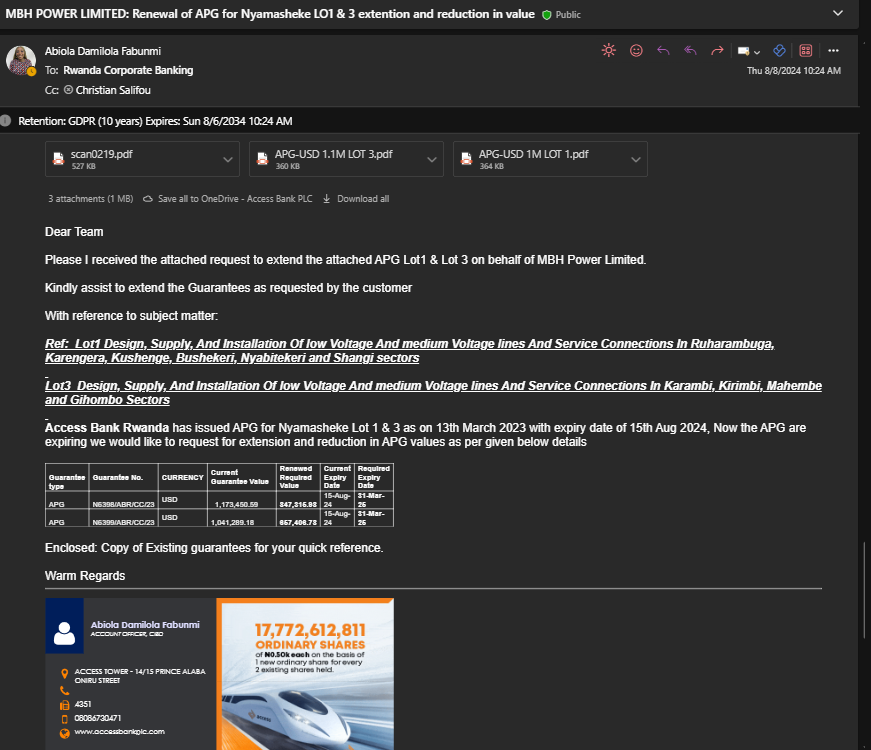 MBH POWER LIMITED: Renewal of APG for Nyamasheke LO1 & 3 extention and reduction in value Public
Abiola Damilola Fabunmi
To: Rwanda Corporate Banking
Cc: Christian Salifou
Thu 8/8/2024 10:24 AM
Retention: GDPR (10 years) Expires: Sun 8/6/2034 10:24 AM
scan0219.pdf
527 KB
APG-USD 1.1M LOT 3.pdf
360 KB
APG-USD 1M LOT 1.pdf
364 KB
3 attachments (1 MB) Save all to OneDrive - Access Bank PLC Download all
Dear Team
Please I received the attached request to extend the attached APG Lot1 & Lot 3 on behalf of MBH Power Limited.
Kindly assist to extend the Guarantees as requested by the customer
With reference to subject matter:
Ref: Lot1 Design, Supply, And Installation Of low Voltage And medium Voltage lines And Service Connections In Ruharambuga,
Karengera, Kushenge, Bushekeri, Nyabitekeri and Shangi sectors
Lot3 Design, Supply, And Installation Of low Voltage And medium Voltage lines And Service Connections In Karambi, Kirimbi, Mahembe
and Gihombo Sectors
Access Bank Rwanda has issued APG for Nyamasheke Lot 1 & 3 as on 13th March 2023 with expiry date of 15th Aug 2024, Now the APG are
expiring we would like to request for extension and reduction in APG values as per given below details
Guarantee type Guarantee No. CURRENCY Current Guarantee Value Renewed Required Value Current Expiry Date Required Expiry Date
APG N6398/ABR/CC/23 USD 1,173,450.59 347,315.98 15-Aug-24 31-Mar-25
APG N6399/ABR/CC/23 USD 1,041,289.18 657,406.73 15-Aug-24 31-Mar-25
Enclosed: Copy of Existing guarantees for your quick reference.
Warm Regards
Abiola Damilola Fabunmi
ACCOUNT OFFICER, CIBD
ACCESS TOWER - 14/15 PRINCE ALABA
ONIRU STREET
4351
08086730471
www.accessbankplc.com
17,772,612,811
ORDINARY SHARES
of ₦0.50k each on the basis of
1 new ordinary share for every
2 existing shares held.